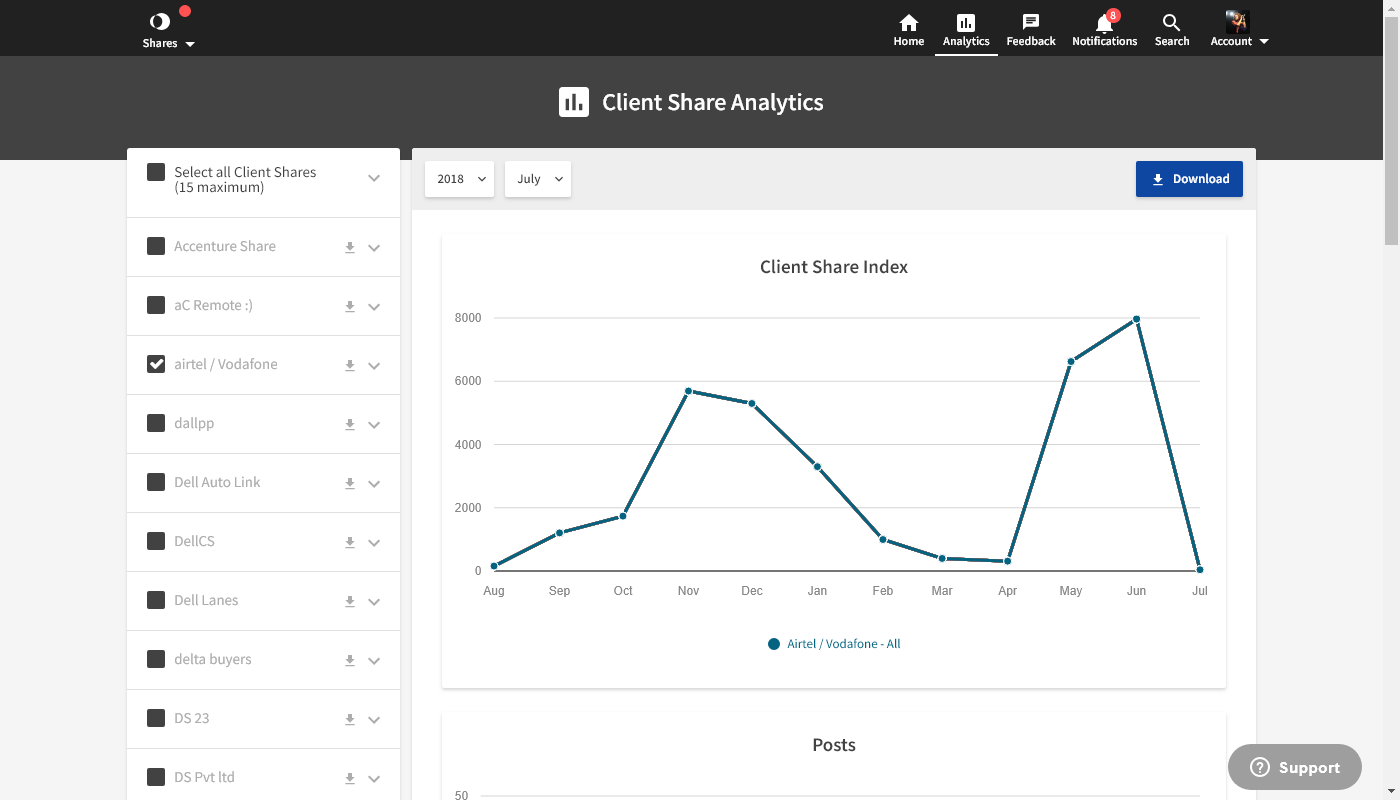 Shares
Home
Analytics
Feedback
8
Notifications
Search
Account
Client Share Analytics
Select all Client Shares
(15 maximum)
Accenture Share
aC Remote :)
airtel / Vodafone
dallpp
Dell Auto Link
DellCS
Dell Lanes
delta buyers
DS 23
DS Pvt ltd
2018
July
Download
Client Share Index
8000
6000
4000
2000
0
Aug Sep Oct Nov Dec Jan Feb Mar Apr May Jun Jul
Airtel / Vodafone - All
Posts
50
Support